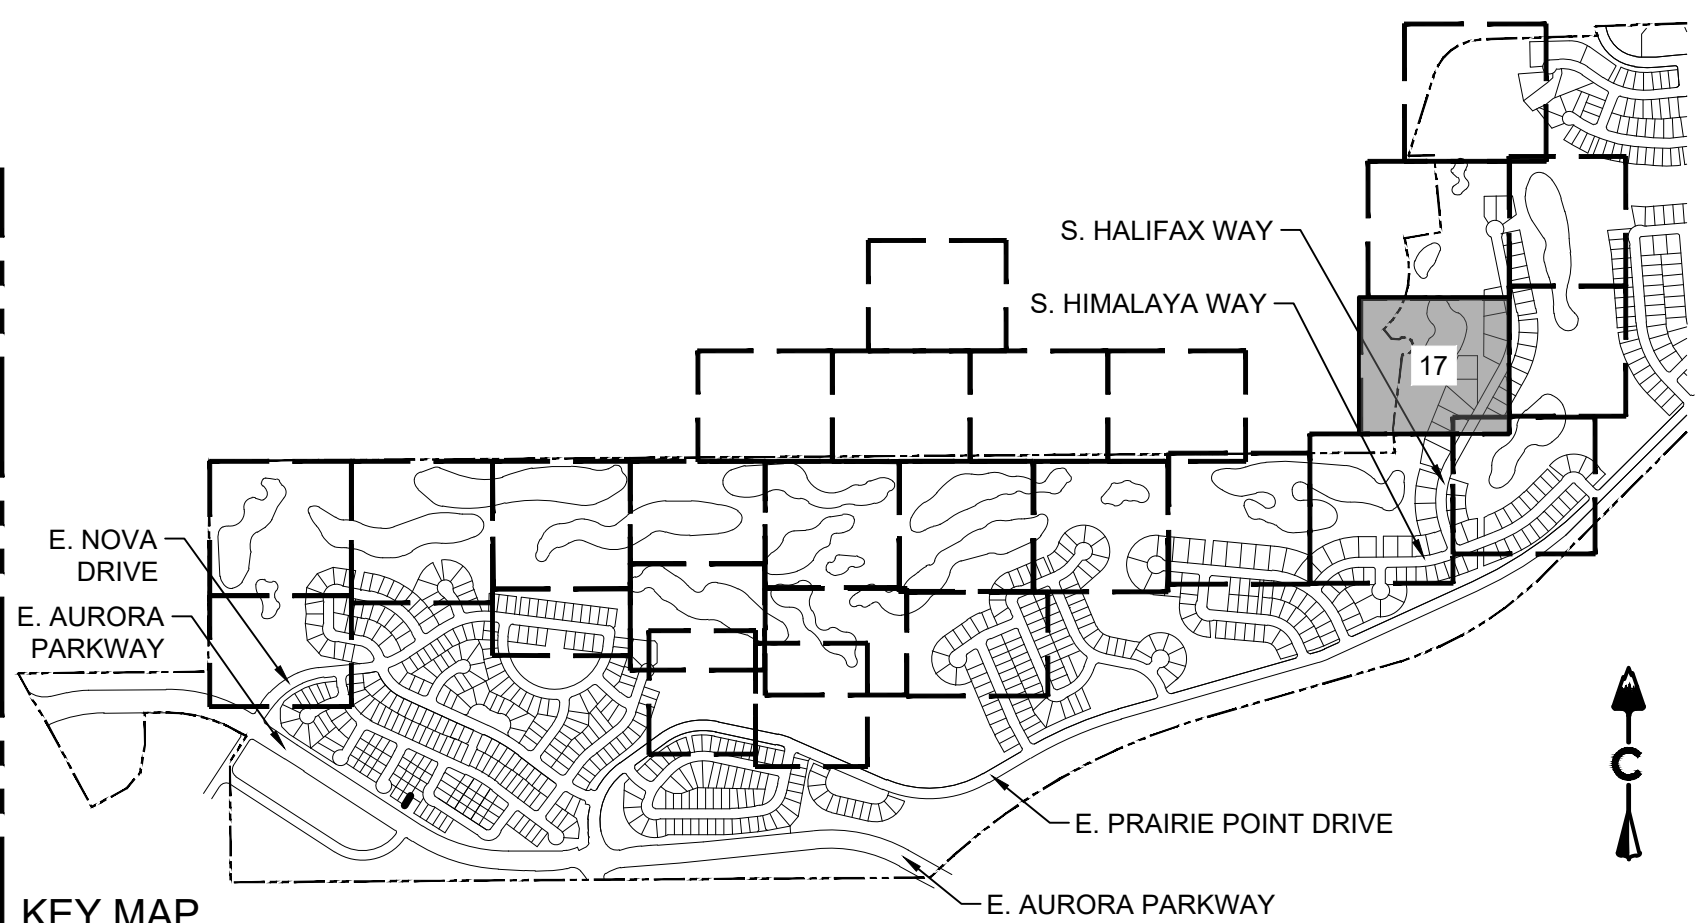 S. HALIFAX WAY
S. HIMALAYA WAY
17
E. NOVA
DRIVE
E. AURORA
PARKWAY
C
E. PRAIRIE POINT DRIVE
E. AURORA PARKWAY
KEY MAP